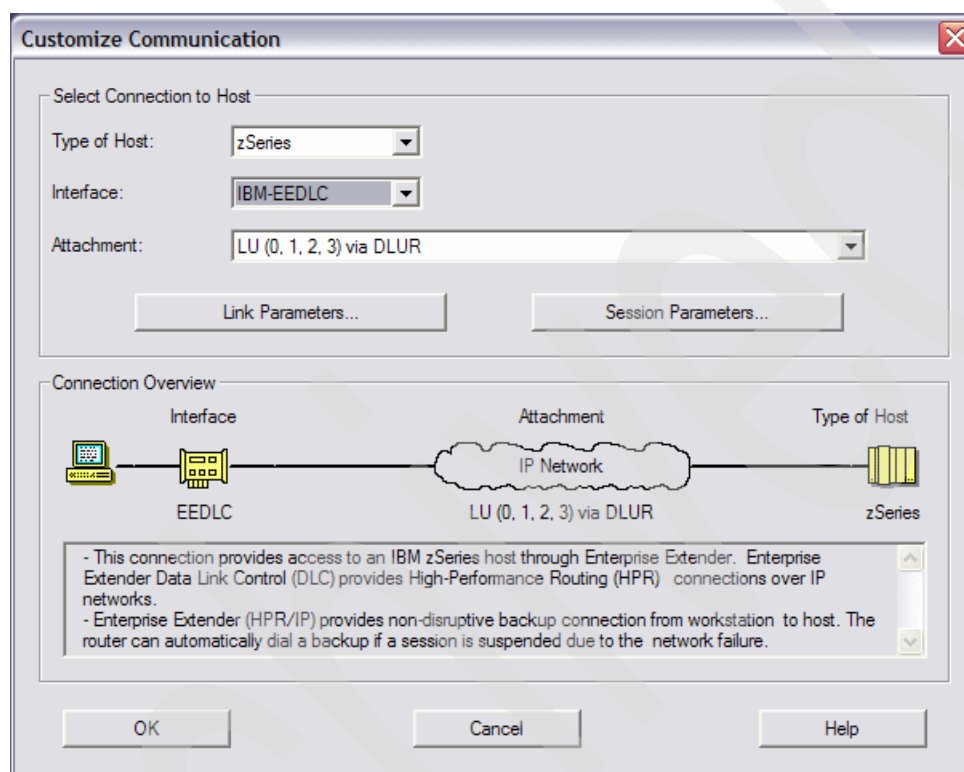 Customize Communication
Select Connection to Host
Type of Host:
zSeries
Interface:
IBM-EEDLC
Attachment:
LU (0, 1, 2, 3) via DLUR
Link Parameters...
Session Parameters...
Connection Overview
Interface
Attachment
Type of Host
IP Network
EEDLC
LU (0, 1, 2, 3) via DLUR
zSeries
- This connection provides access to an IBM zSeries host through Enterprise Extender. Enterprise
Extender Data Link Control (DLC) provides High-Performance Routing (HPR) connections over IP
networks.
- Enterprise Extender (HPR/IP) provides non-disruptive backup connection from workstation to host. The
router can automatically dial a backup if a session is suspended due to the network failure.
OK
Cancel
Help